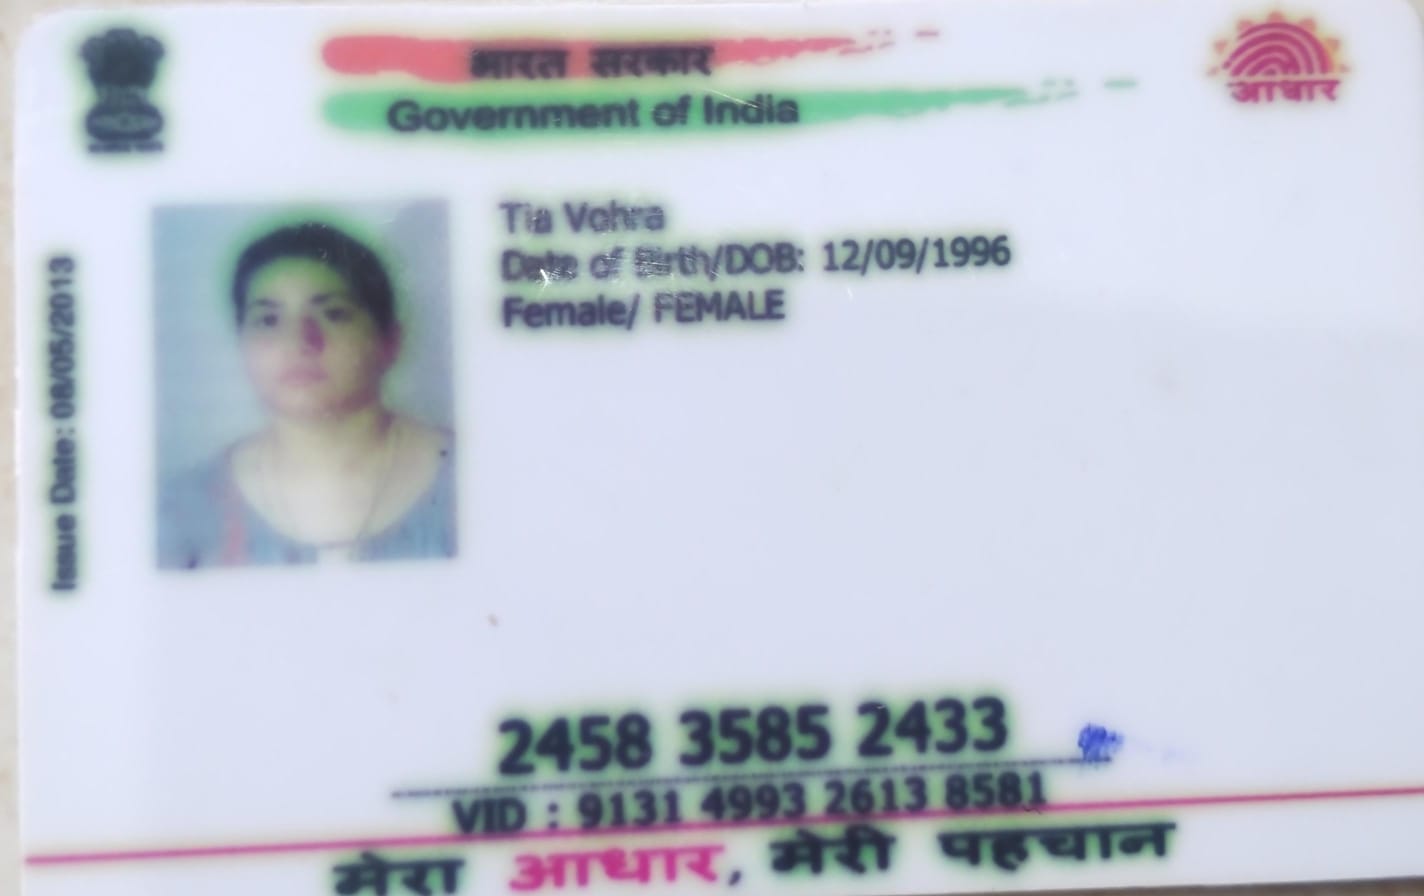 भारत सरकार
Government of India
आधार
Tia Vohra
Date of Birth/DOB: 12/09/1996
Female/ FEMALE
Issue Date: 08/05/2013
2458 3585 2433
VID : 9131 4993 2613 8581
मेरा आधार, मेरी पहचान